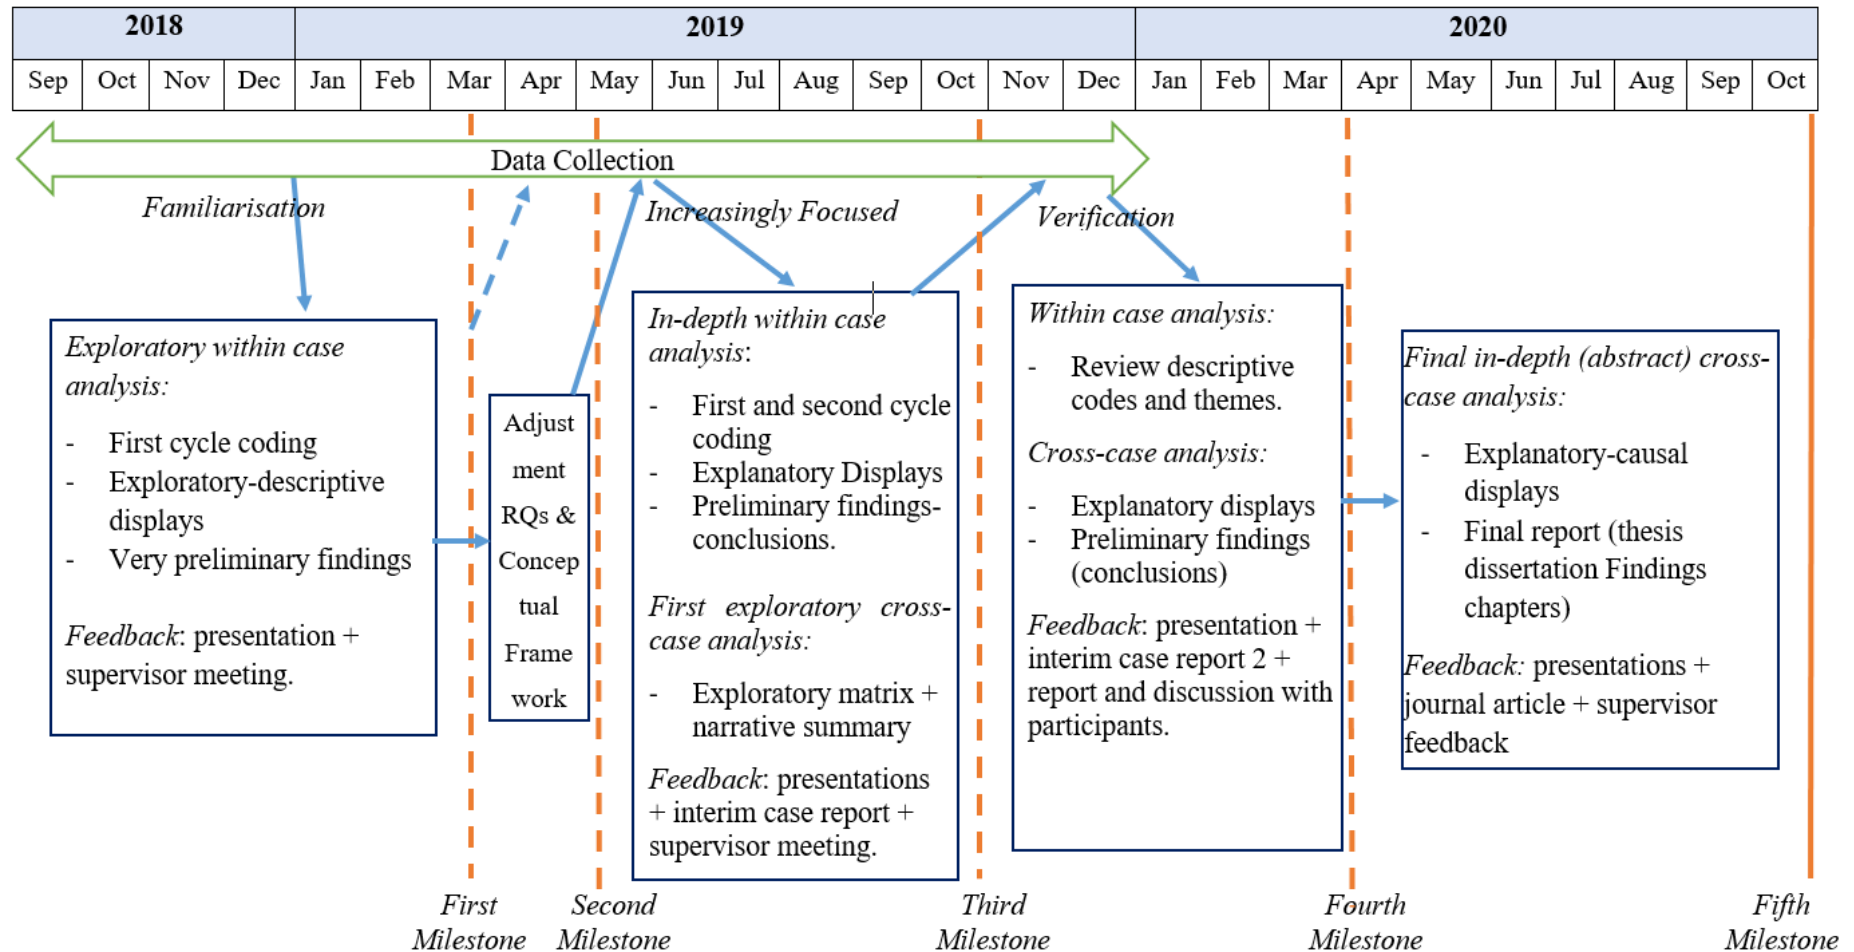 2018 2019 2020
Sep Oct Nov Dec Jan Feb Mar Apr May Jun Jul Aug Sep Oct Nov Dec Jan Feb Mar Apr May Jun Jul Aug Sep Oct
Data Collection
Familiarisation
Increasingly Focused
Verification
Exploratory within case
analysis:
- First cycle coding
- Exploratory-descriptive
displays
- Very preliminary findings
Feedback: presentation +
supervisor meeting.
Adjust
ment
RQs &
Concep
tual
Frame
work
In-depth within case
analysis:
- First and second cycle
coding
- Explanatory Displays
- Preliminary findings-
conclusions.
First exploratory cross-
case analysis:
- Exploratory matrix +
narrative summary
Feedback: presentations
+ interim case report +
supervisor meeting.
Within case analysis:
- Review descriptive
codes and themes.
Cross-case analysis:
- Explanatory displays
- Preliminary findings
(conclusions)
Feedback: presentation +
interim case report 2 +
report and discussion with
participants.
Final in-depth (abstract) cross-
case analysis:
- Explanatory-causal
displays
- Final report (thesis
dissertation Findings
chapters)
Feedback: presentations +
journal article + supervisor
feedback
First
Milestone
Second
Milestone
Third
Milestone
Fourth
Milestone
Fifth
Milestone